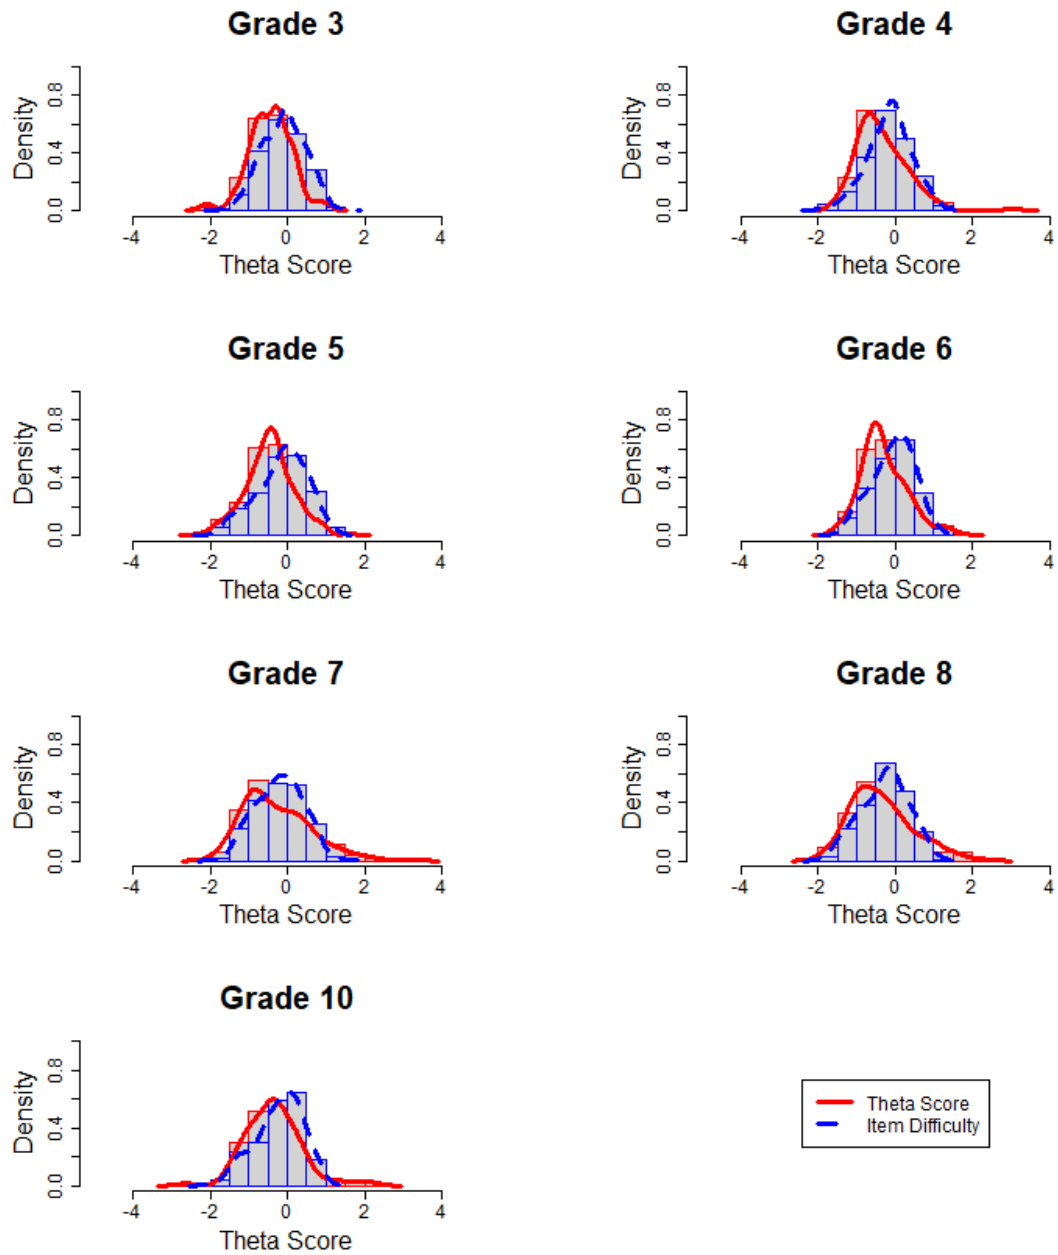 Grade 3
Density
0.0 0.4 0.8
-4 -2 0 2 4
Theta Score
Grade 4
Density
0.0 0.4 0.8
-4 -2 0 2 4
Theta Score
Grade 5
Density
0.0 0.4 0.8
-4 -2 0 2 4
Theta Score
Grade 6
Density
0.0 0.4 0.8
-4 -2 0 2 4
Theta Score
Grade 7
Density
0.0 0.4 0.8
-4 -2 0 2 4
Theta Score
Grade 8
Density
0.0 0.4 0.8
-4 -2 0 2 4
Theta Score
Grade 10
Density
0.0 0.4 0.8
-4 -2 0 2 4
Theta Score
Theta Score
Item Difficulty